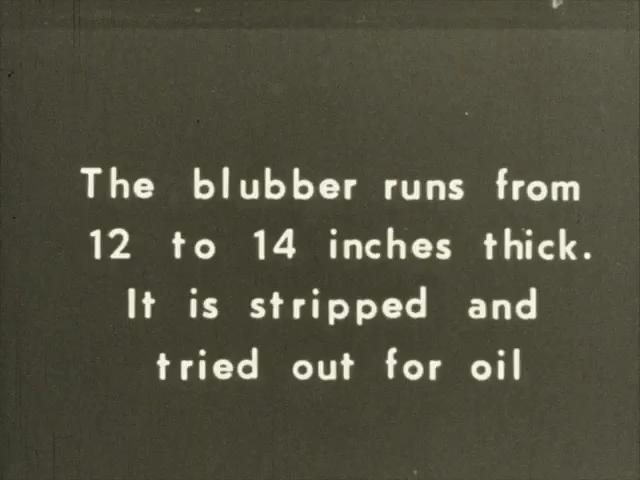 The blubber runs from
12 to 14 inches thick.
It is stripped and
tried out for oil